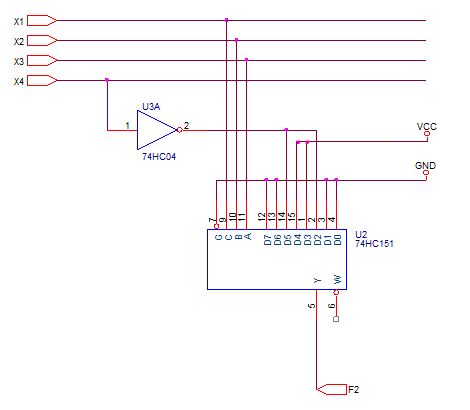 X1
X2
X3
X4
U3A
1 2
74HC04
VCC
GND
7 9 10 11 12 13 14 15 1 2 3 4
G C B A D7 D6 D5 D4 D3 D2 D1 D0
U2
74HC151
Y W
5 6
F2